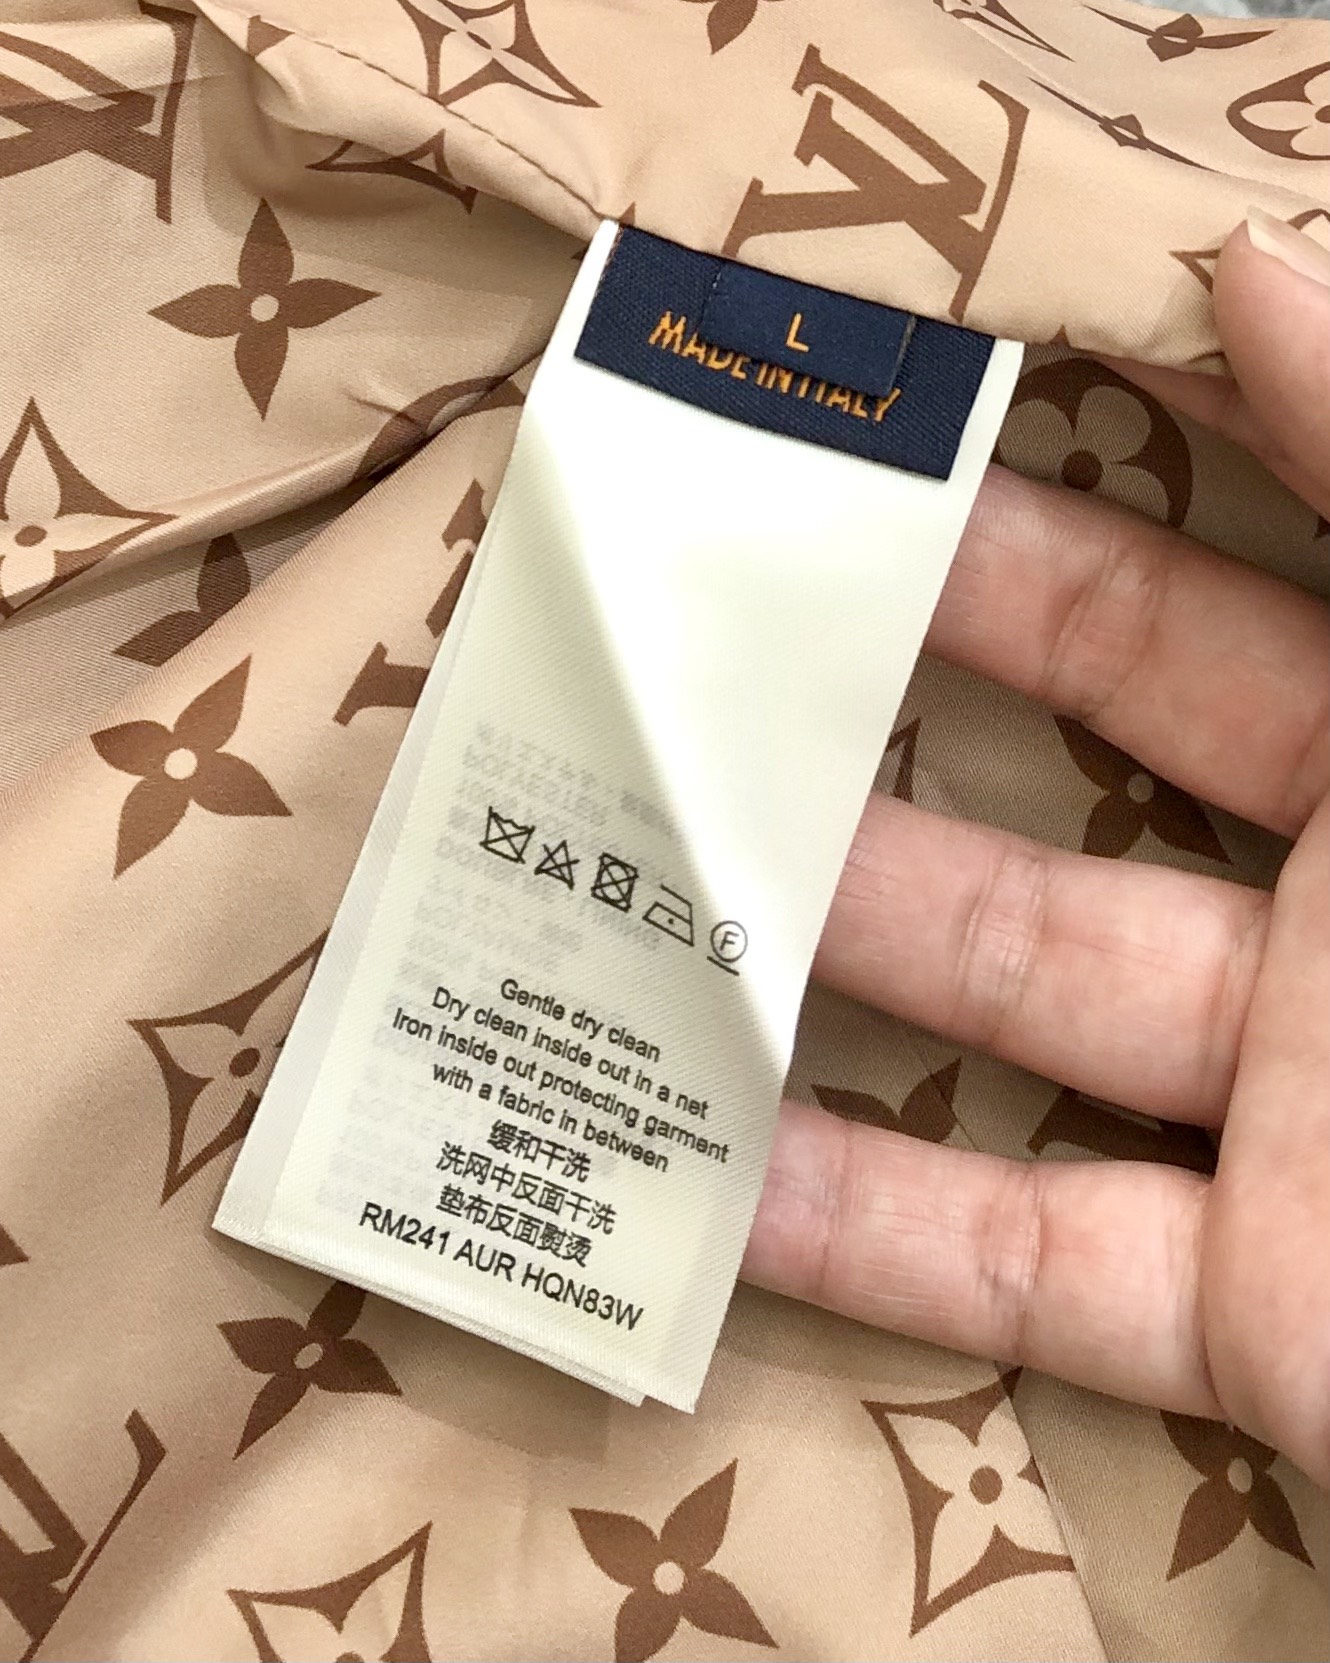 L
MADE IN ITALY
F
Gentle dry clean
Dry clean inside out in a net
Iron inside out protecting garment
with a fabric in between
缓和干洗
洗网中反面干洗
垫布反面熨烫
RM241 AUR HQN83W